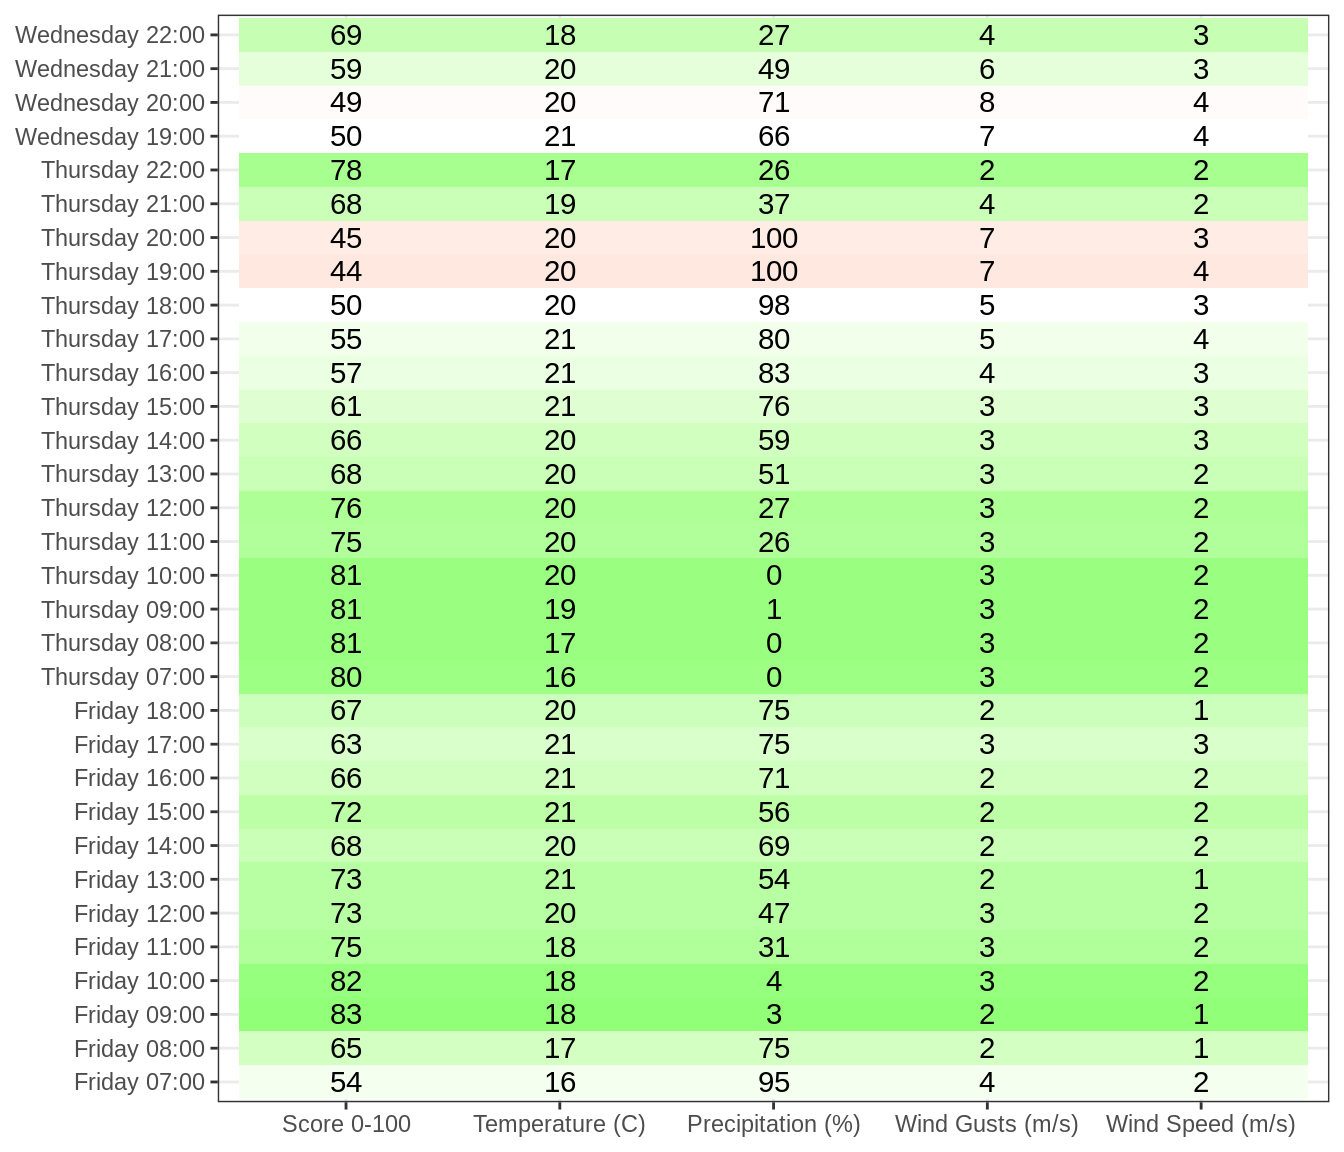 Wednesday 22:00 69 18 27 4 3
Wednesday 21:00 59 20 49 6 3
Wednesday 20:00 49 20 71 8 4
Wednesday 19:00 50 21 66 7 4
Thursday 22:00 78 17 26 2 2
Thursday 21:00 68 19 37 4 2
Thursday 20:00 45 20 100 7 3
Thursday 19:00 44 20 100 7 4
Thursday 18:00 50 20 98 5 3
Thursday 17:00 55 21 80 5 4
Thursday 16:00 57 21 83 4 3
Thursday 15:00 61 21 76 3 3
Thursday 14:00 66 20 59 3 3
Thursday 13:00 68 20 51 3 2
Thursday 12:00 76 20 27 3 2
Thursday 11:00 75 20 26 3 2
Thursday 10:00 81 20 0 3 2
Thursday 09:00 81 19 1 3 2
Thursday 08:00 81 17 0 3 2
Thursday 07:00 80 16 0 3 2
Friday 18:00 67 20 75 2 1
Friday 17:00 63 21 75 3 3
Friday 16:00 66 21 71 2 2
Friday 15:00 72 21 56 2 2
Friday 14:00 68 20 69 2 2
Friday 13:00 73 21 54 2 1
Friday 12:00 73 20 47 3 2
Friday 11:00 75 18 31 3 2
Friday 10:00 82 18 4 3 2
Friday 09:00 83 18 3 2 1
Friday 08:00 65 17 75 2 1
Friday 07:00 54 16 95 4 2
Score 0-100 Temperature (C) Precipitation (%) Wind Gusts (m/s) Wind Speed (m/s)